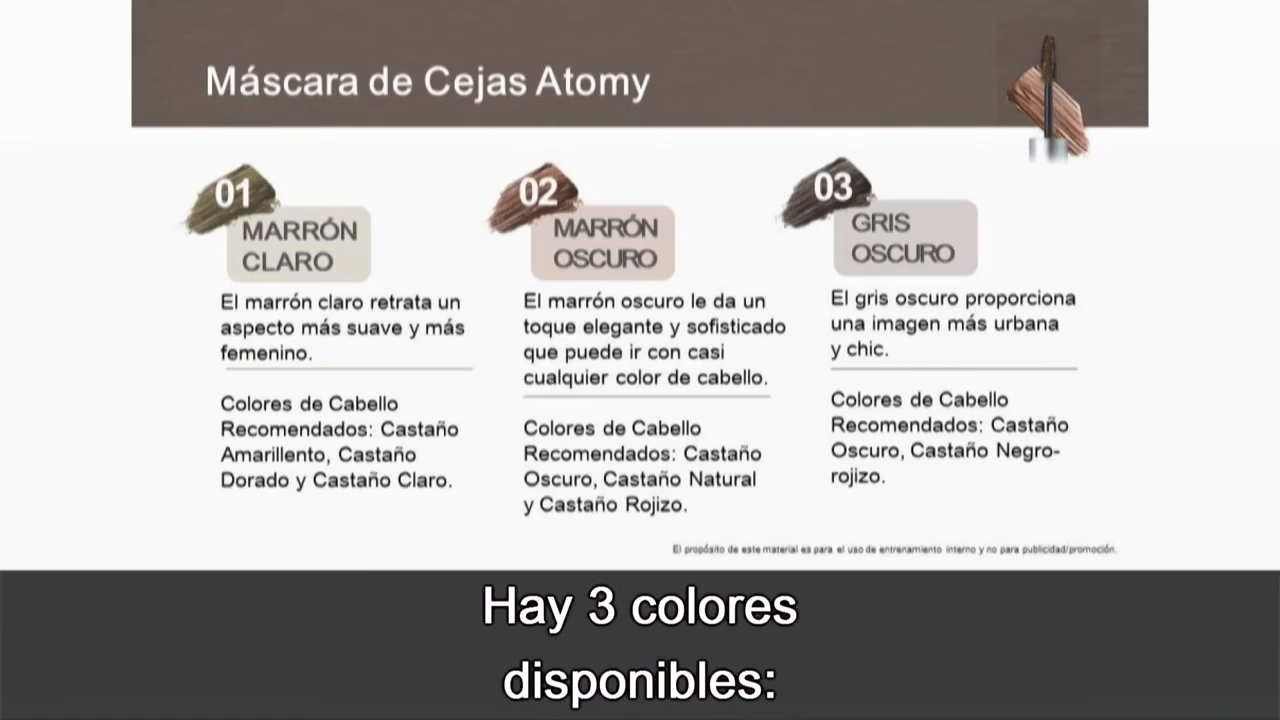 Máscara de Cejas Atomy
01
MARRÓN
CLARO
El marrón claro retrata un
aspecto más suave y más
femenino.
Colores de Cabello
Recomendados: Castaño
Amarillento, Castaño
Dorado y Castaño Claro.
02
MARRÓN
OSCURO
El marrón oscuro le da un
toque elegante y sofisticado
que puede ir con casi
cualquier color de cabello.
Colores de Cabello
Recomendados: Castaño
Oscuro, Castaño Natural
y Castaño Rojizo.
03
GRIS
OSCURO
El gris oscuro proporciona
una imagen más urbana
y chic.
Colores de Cabello
Recomendados: Castaño
Oscuro, Castaño Negro-
rojizo.
El propósito de este material es para el uso de entrenamiento interno y no para publicidad/promoción.
Hay 3 colores
disponibles: